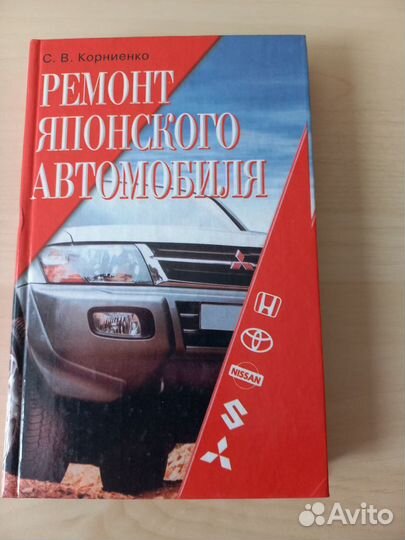 С. В. Корниенко
РЕМОНТ
ЯПОНСКОГО
АВТОМОБИЛЯ
NISSAN
Avito